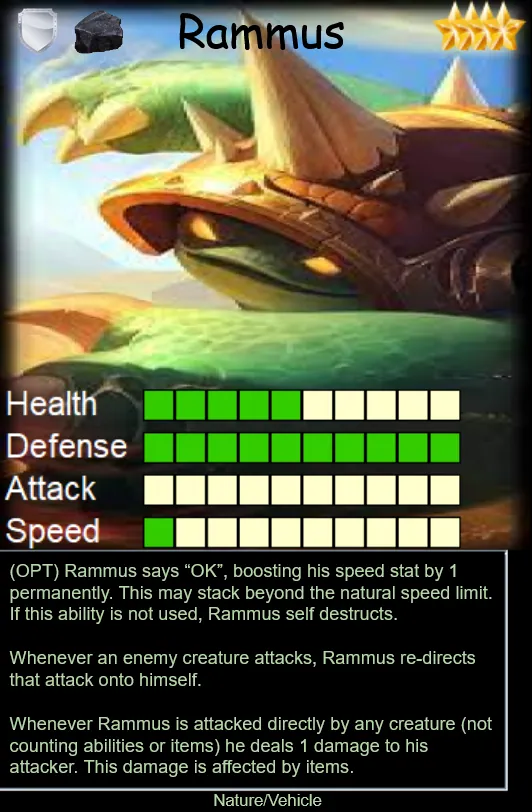 Rammus
Health
Defense
Attack
Speed
(OPT) Rammus says “OK”, boosting his speed stat by 1
permanently. This may stack beyond the natural speed limit.
If this ability is not used, Rammus self destructs.
Whenever an enemy creature attacks, Rammus re-directs
that attack onto himself.
Whenever Rammus is attacked directly by any creature (not
counting abilities or items) he deals 1 damage to his
attacker. This damage is affected by items.
Nature/Vehicle